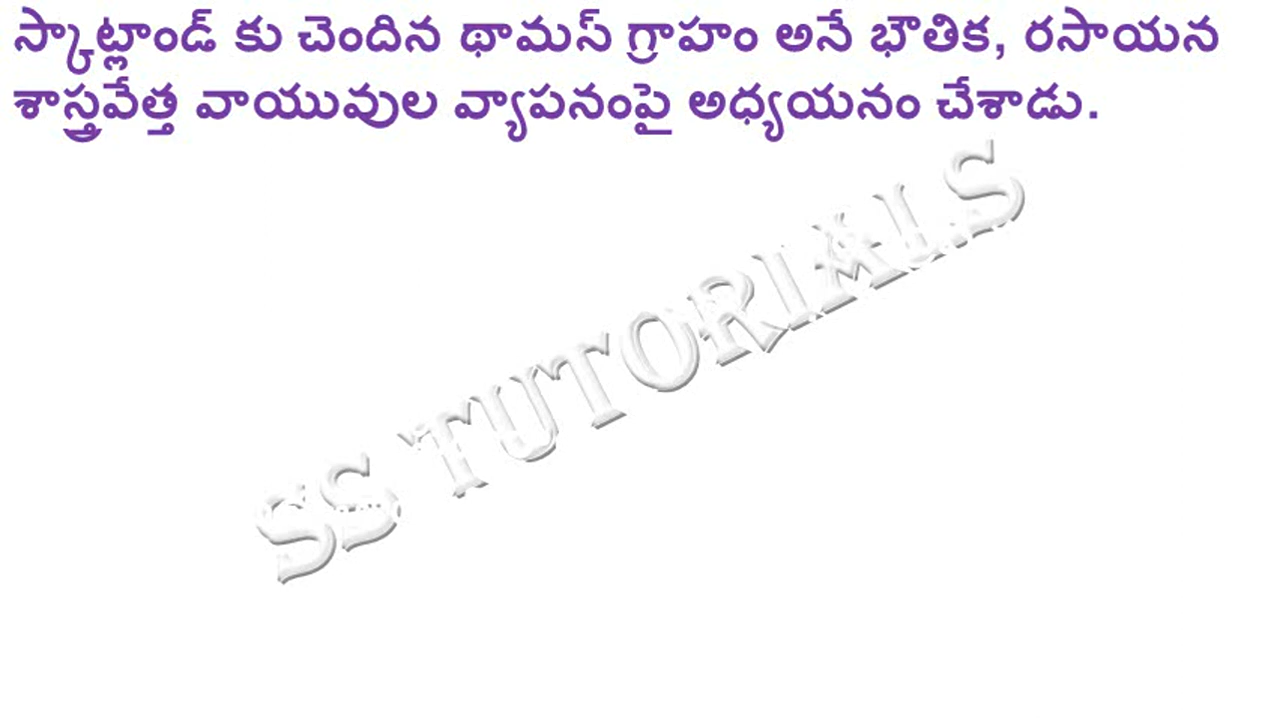 స్కాట్లాండ్ కు చెందిన థామస్ గ్రాహం అనే భౌతిక, రసాయన
శాస్త్రవేత్త వాయువుల వ్యాపనంపై అధ్యయనం చేశాడు.
SS TUTORIALS